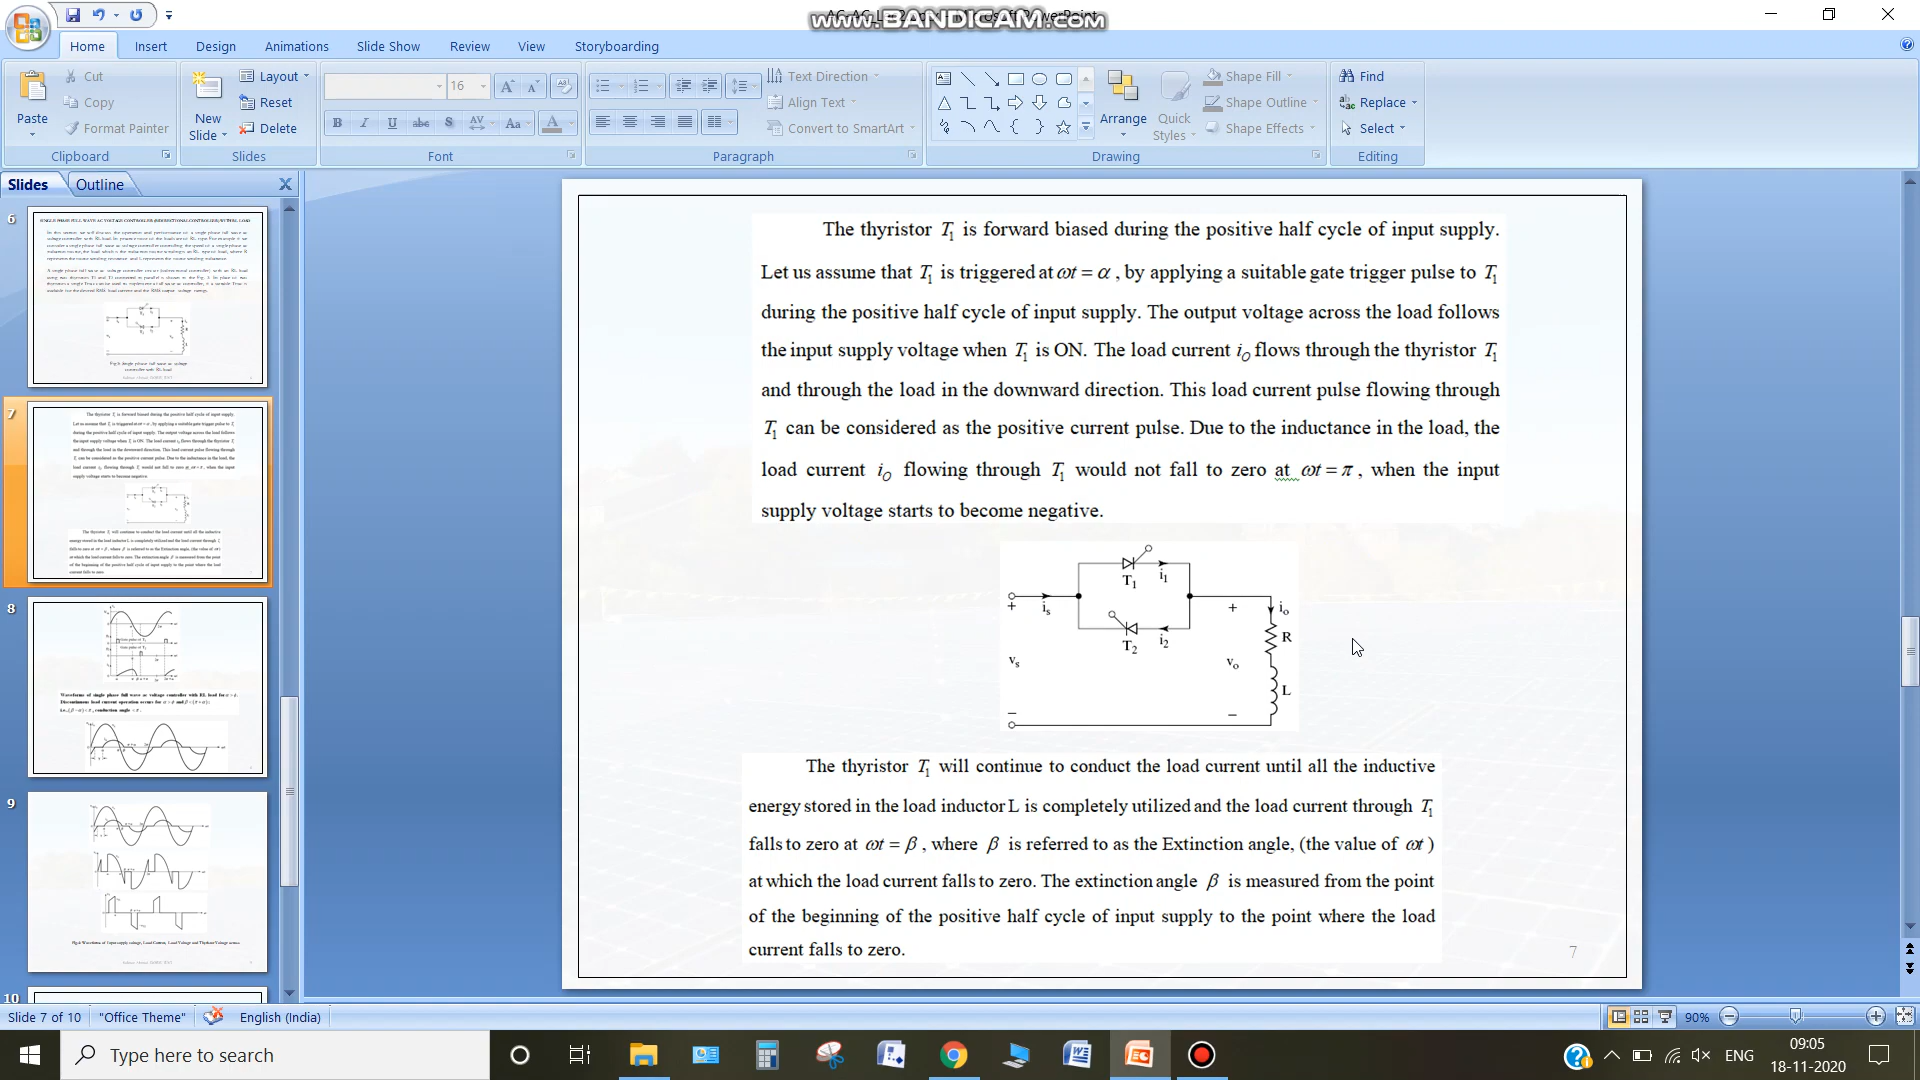 www.BANDICAM.com
Home Insert Design Animations Slide Show Review View Storyboarding
Paste
Cut
Copy
Format Painter
Clipboard
New Slide
Layout
Reset
Delete
Slides
16
Font
Text Direction
Align Text
Convert to SmartArt
Paragraph
Arrange
Quick Styles
Shape Fill
Shape Outline
Shape Effects
Drawing
Find
Replace
Select
Editing
Slides Outline
6
7
8
9
10
The thyristor T₁ is forward biased during the positive half cycle of input supply.
Let us assume that T₁ is triggered at ωt = α, by applying a suitable gate trigger pulse to T₁
during the positive half cycle of input supply. The output voltage across the load follows
the input supply voltage when T₁ is ON. The load current i_O flows through the thyristor T₁
and through the load in the downward direction. This load current pulse flowing through
T₁ can be considered as the positive current pulse. Due to the inductance in the load, the
load current i_O flowing through T₁ would not fall to zero at ωt = π, when the input
supply voltage starts to become negative.
T₁ i₁
+ iₛ + i₀
R
T₂ i₂
vₛ v₀
L
− −
The thyristor T₁ will continue to conduct the load current until all the inductive
energy stored in the load inductor L is completely utilized and the load current through T₁
falls to zero at ωt = β, where β is referred to as the Extinction angle, (the value of ωt)
at which the load current falls to zero. The extinction angle β is measured from the point
of the beginning of the positive half cycle of input supply to the point where the load
current falls to zero.
7
Slide 7 of 10 "Office Theme" English (India) 90%
Type here to search
ENG
09:05
18-11-2020